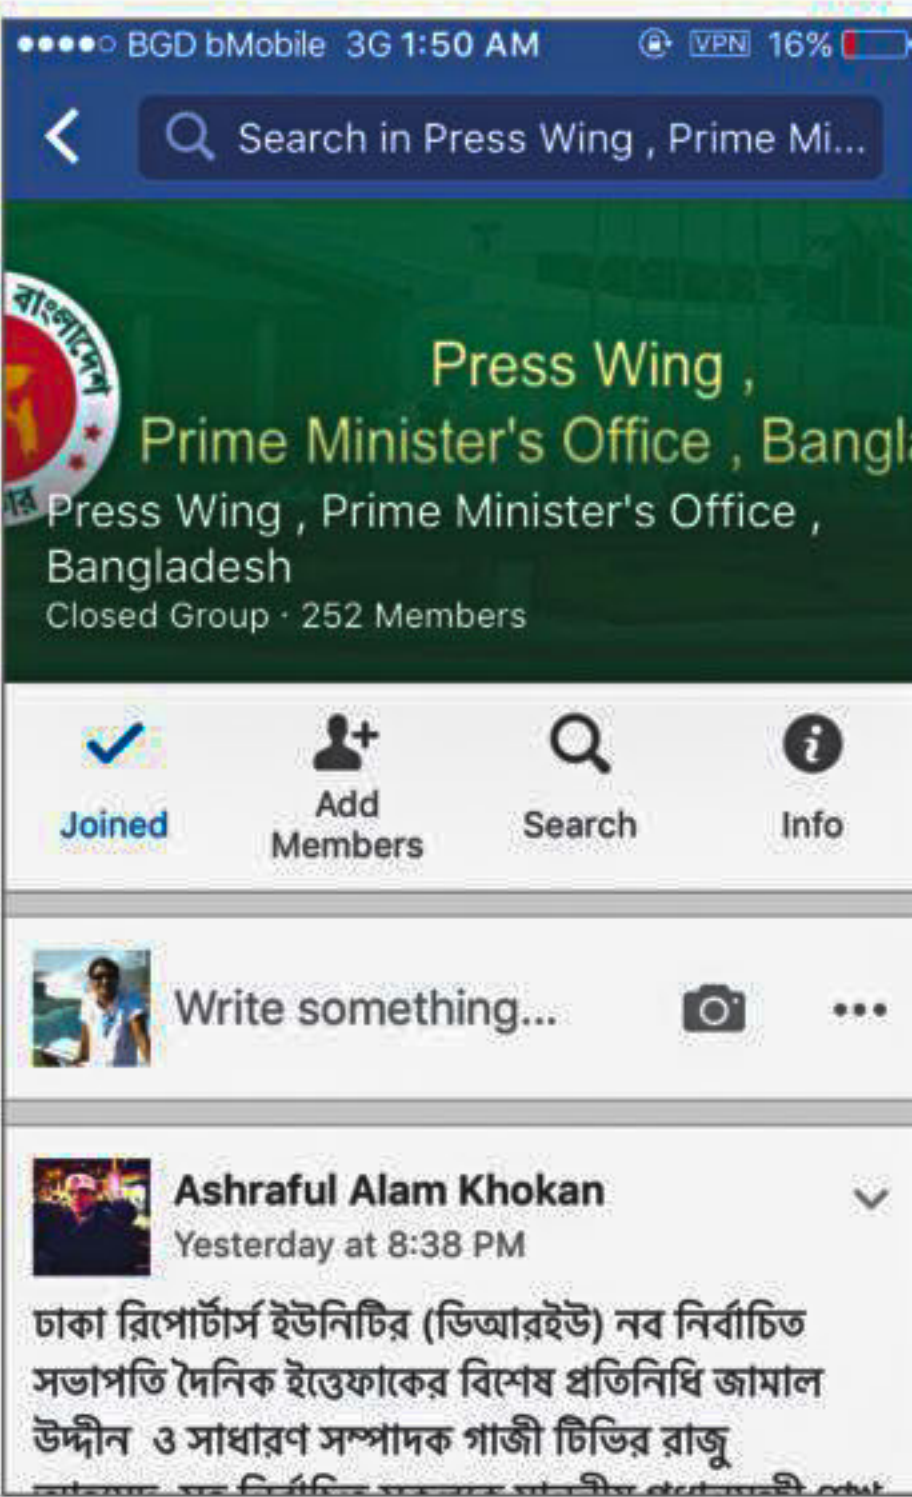 BGD bMobile 3G 1:50 AM VPN 16%
Search in Press Wing , Prime Mi...
বাংলাদেশ
Press Wing ,
Prime Minister's Office , Bangla
Press Wing , Prime Minister's Office ,
Bangladesh
Closed Group · 252 Members
Joined
Add
Members
Search
Info
Write something...
Ashraful Alam Khokan
Yesterday at 8:38 PM
ঢাকা রিপোর্টার্স ইউনিটির (ডিআরইউ) নব নির্বাচিত
সভাপতি দৈনিক ইত্তেফাকের বিশেষ প্রতিনিধি জামাল
উদ্দীন ও সাধারণ সম্পাদক গাজী টিভির রাজু